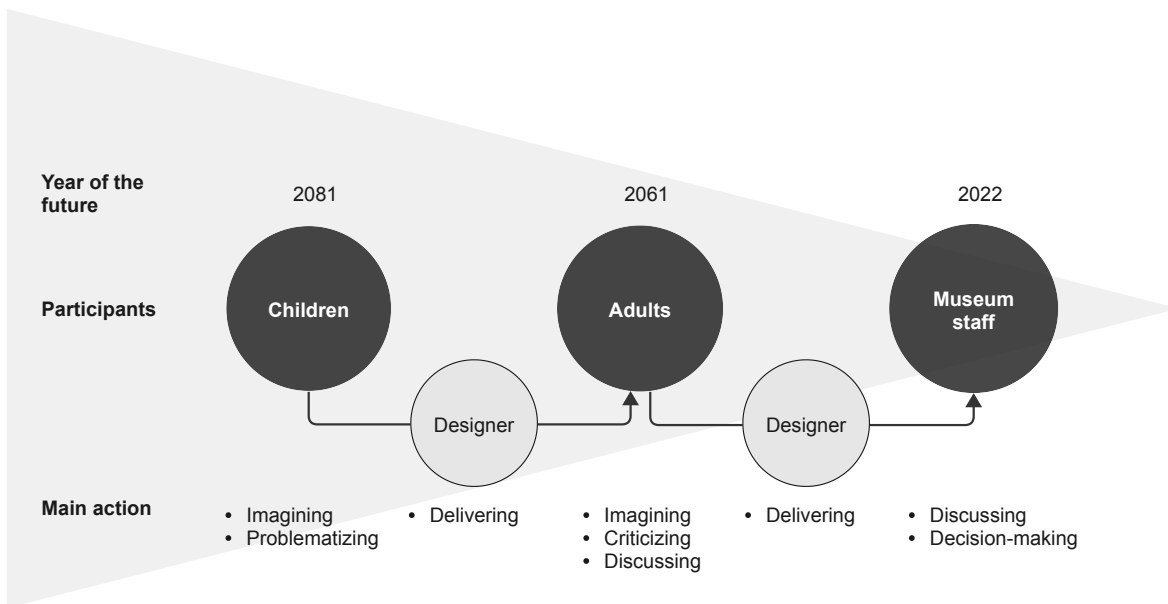 Year of the
future
2081
2061
2022
Participants
Children
Adults
Museum
staff
Designer
Designer
Main action
• Imagining
• Problematizing
• Delivering
• Imagining
• Criticizing
• Discussing
• Delivering
• Discussing
• Decision-making